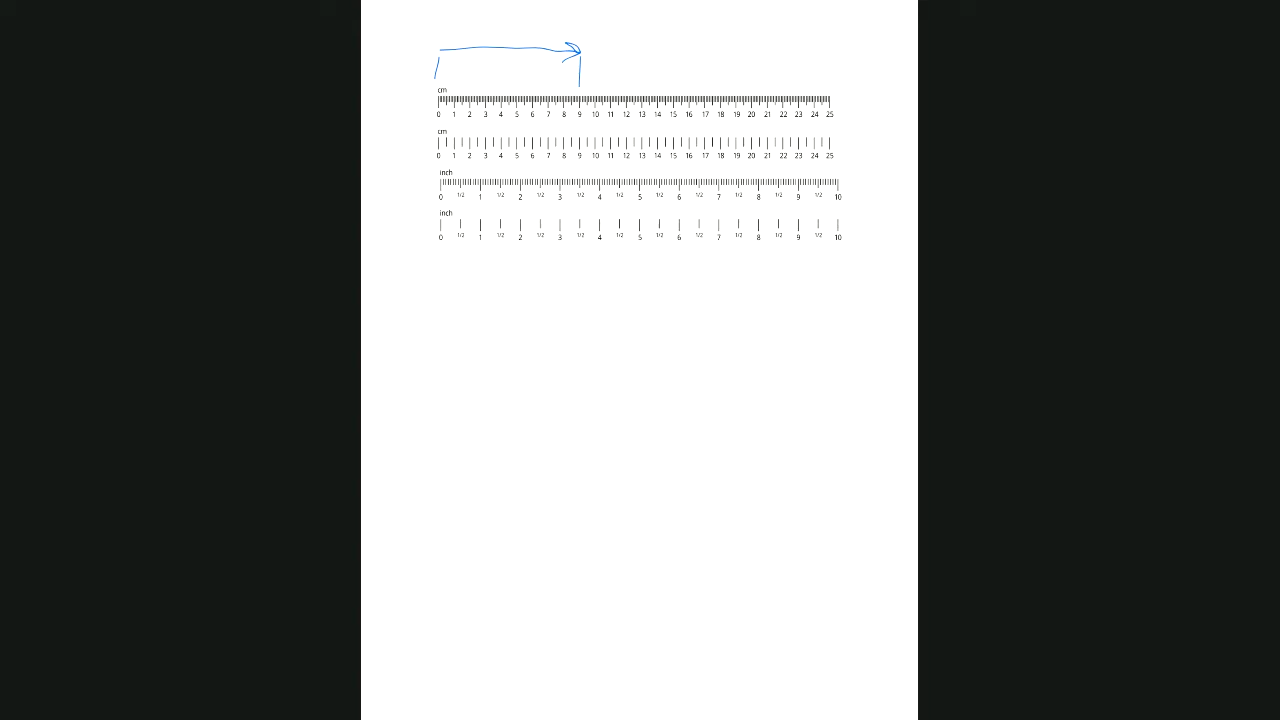 cm
0 1 2 3 4 5 6 7 8 9 10 11 12 13 14 15 16 17 18 19 20 21 22 23 24 25
cm
0 1 2 3 4 5 6 7 8 9 10 11 12 13 14 15 16 17 18 19 20 21 22 23 24 25
inch
0 1/2 1 1/2 2 1/2 3 1/2 4 1/2 5 1/2 6 1/2 7 1/2 8 1/2 9 1/2 10
inch
0 1/2 1 1/2 2 1/2 3 1/2 4 1/2 5 1/2 6 1/2 7 1/2 8 1/2 9 1/2 10